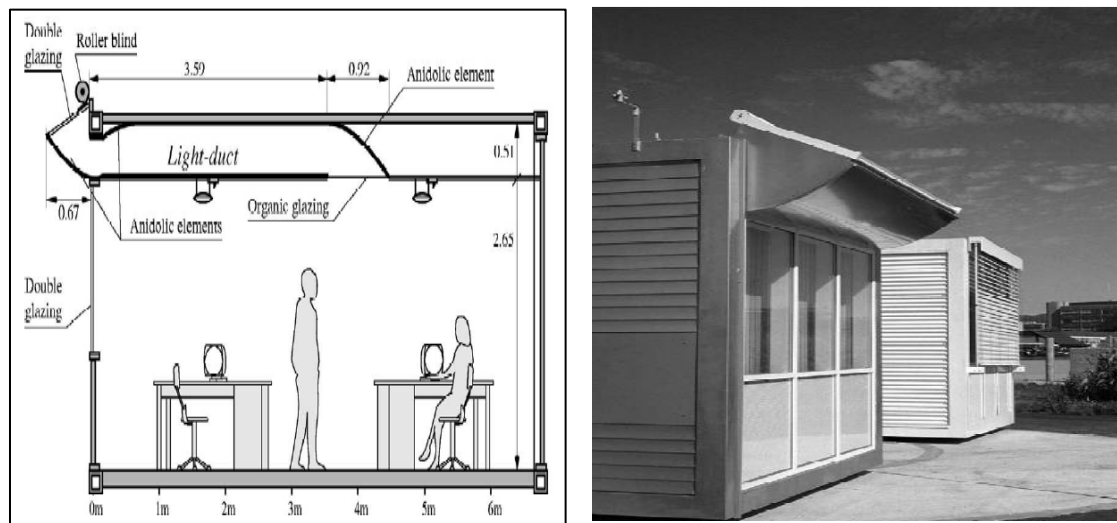 Double
glazing
Roller blind
3.59
0.92
Anidolic element
Light-duct
0.51
Organic glazing
0.67
Anidolic elements
2.65
Double
glazing
0m 1m 2m 3m 4m 5m 6m